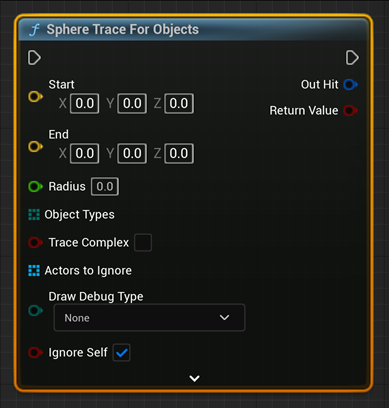 f Sphere Trace For Objects
Start
Out Hit
X 0.0 Y 0.0 Z 0.0
Return Value
End
X 0.0 Y 0.0 Z 0.0
Radius 0.0
Object Types
Trace Complex
Actors to Ignore
Draw Debug Type
None
Ignore Self